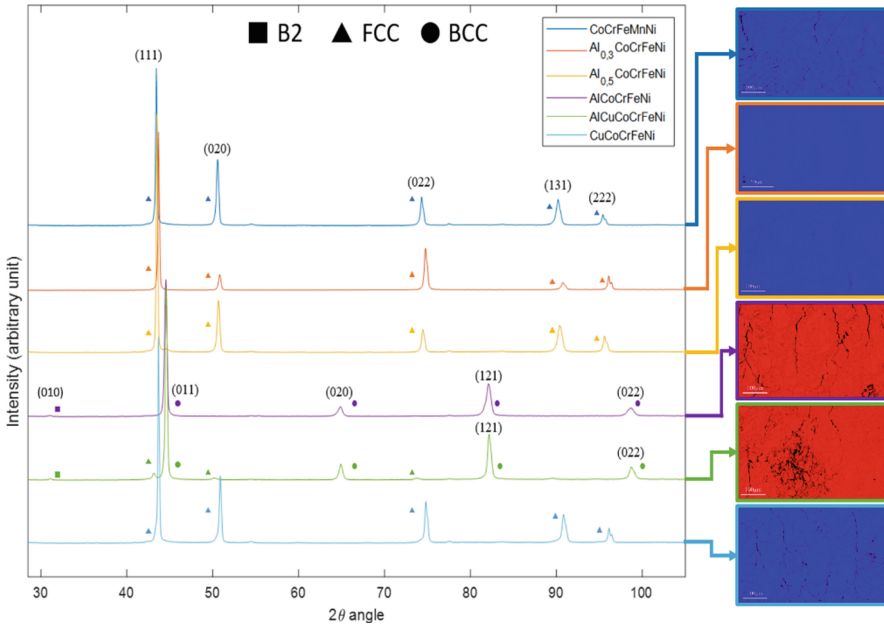 B2 FCC BCC
CoCrFeMnNi
Al0,3CoCrFeNi
Al0,5CoCrFeNi
AlCoCrFeNi
AlCuCoCrFeNi
CuCoCrFeNi
(111)
(020)
(022)
(131)
(222)
(010)
(011)
(020)
(121)
(022)
(121)
(022)
Intensity (arbitrary unit)
30 40 50 60 70 80 90 100
2θ angle